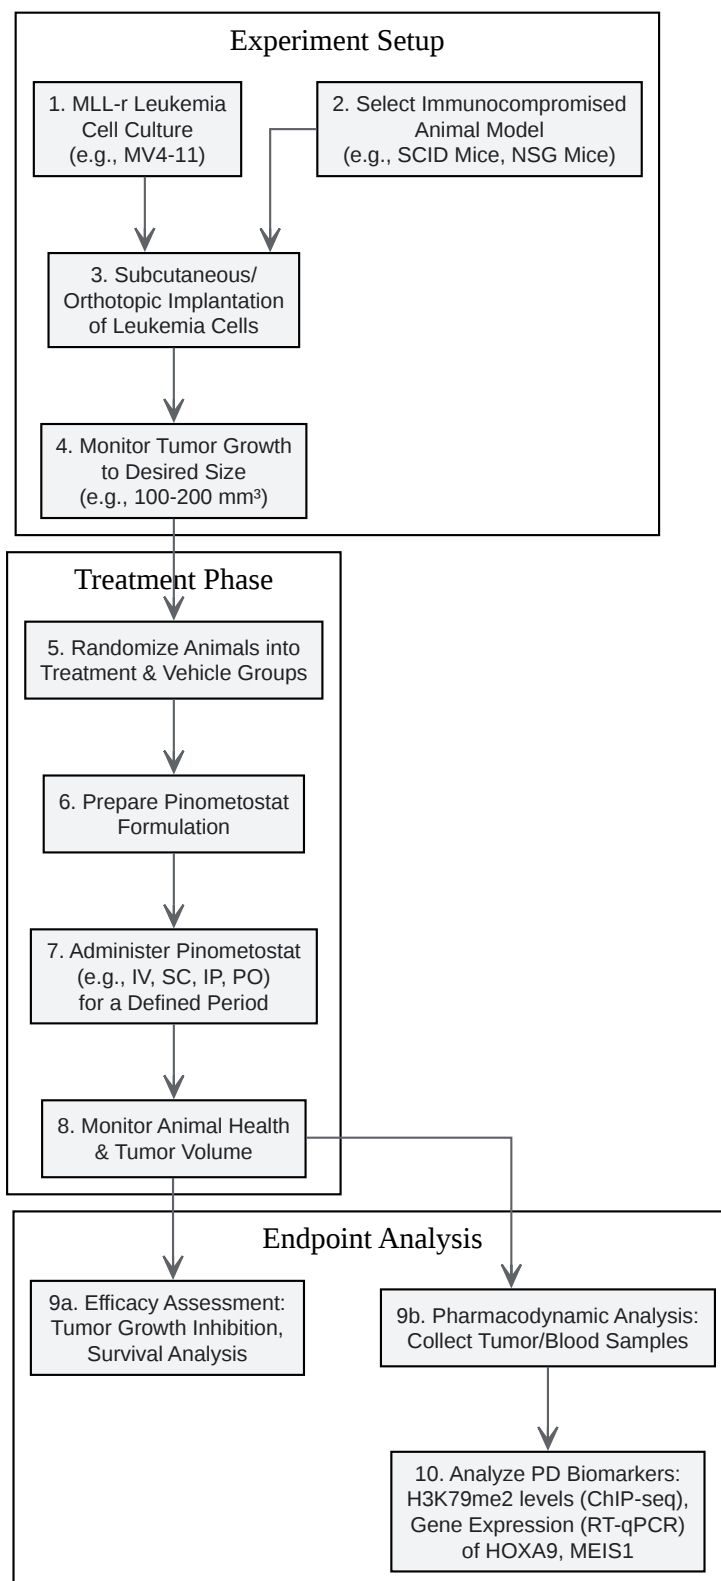 Experiment Setup
1. MLL-r Leukemia
Cell Culture
(e.g., MV4-11)
2. Select Immunocompromised
Animal Model
(e.g., SCID Mice, NSG Mice)
3. Subcutaneous/
Orthotopic Implantation
of Leukemia Cells
4. Monitor Tumor Growth
to Desired Size
(e.g., 100-200 mm³)
Treatment Phase
5. Randomize Animals into
Treatment & Vehicle Groups
6. Prepare Pinometostat
Formulation
7. Administer Pinometostat
(e.g., IV, SC, IP, PO)
for a Defined Period
8. Monitor Animal Health
& Tumor Volume
Endpoint Analysis
9a. Efficacy Assessment:
Tumor Growth Inhibition,
Survival Analysis
9b. Pharmacodynamic Analysis:
Collect Tumor/Blood Samples
10. Analyze PD Biomarkers:
H3K79me2 levels (ChIP-seq),
Gene Expression (RT-qPCR)
of HOXA9, MEIS1